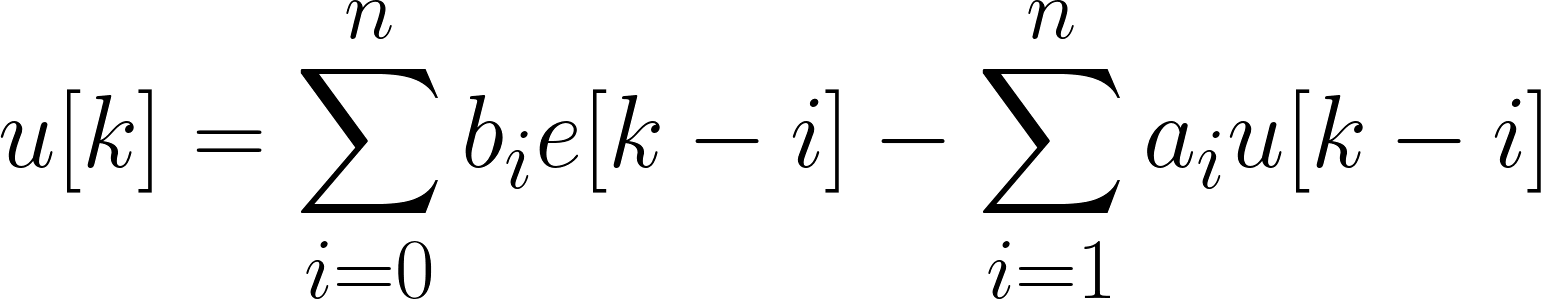 u[k] = \sum_{i=0}^{n} b_i e[k - i] - \sum_{i=1}^{n} a_i u[k - i]